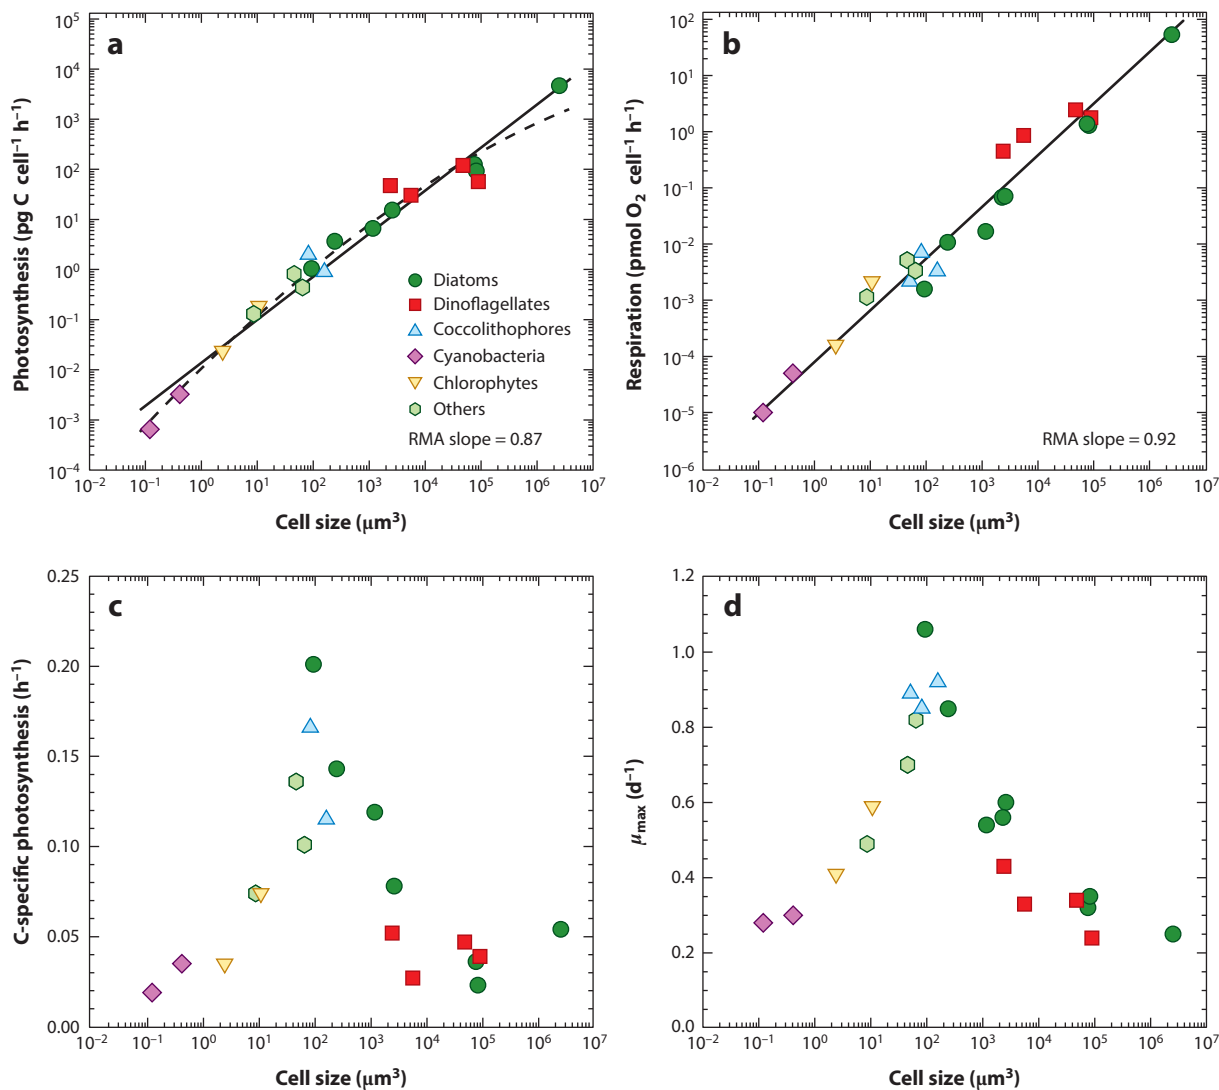 a
Photosynthesis (pg C cell⁻¹ h⁻¹)
10⁵
10⁴
10³
10²
10¹
10⁰
10⁻¹
10⁻²
10⁻³
10⁻⁴
Diatoms
Dinoflagellates
Coccolithophores
Cyanobacteria
Chlorophytes
Others
RMA slope = 0.87
10⁻² 10⁻¹ 10⁰ 10¹ 10² 10³ 10⁴ 10⁵ 10⁶ 10⁷
Cell size (μm³)
b
Respiration (pmol O₂ cell⁻¹ h⁻¹)
10²
10¹
10⁰
10⁻¹
10⁻²
10⁻³
10⁻⁴
10⁻⁵
10⁻⁶
RMA slope = 0.92
10⁻² 10⁻¹ 10⁰ 10¹ 10² 10³ 10⁴ 10⁵ 10⁶ 10⁷
Cell size (μm³)
c
C-specific photosynthesis (h⁻¹)
0.25
0.20
0.15
0.10
0.05
0.00
10⁻² 10⁻¹ 10⁰ 10¹ 10² 10³ 10⁴ 10⁵ 10⁶ 10⁷
Cell size (μm³)
d
μmax (d⁻¹)
1.2
1.0
0.8
0.6
0.4
0.2
0.0
10⁻² 10⁻¹ 10⁰ 10¹ 10² 10³ 10⁴ 10⁵ 10⁶ 10⁷
Cell size (μm³)